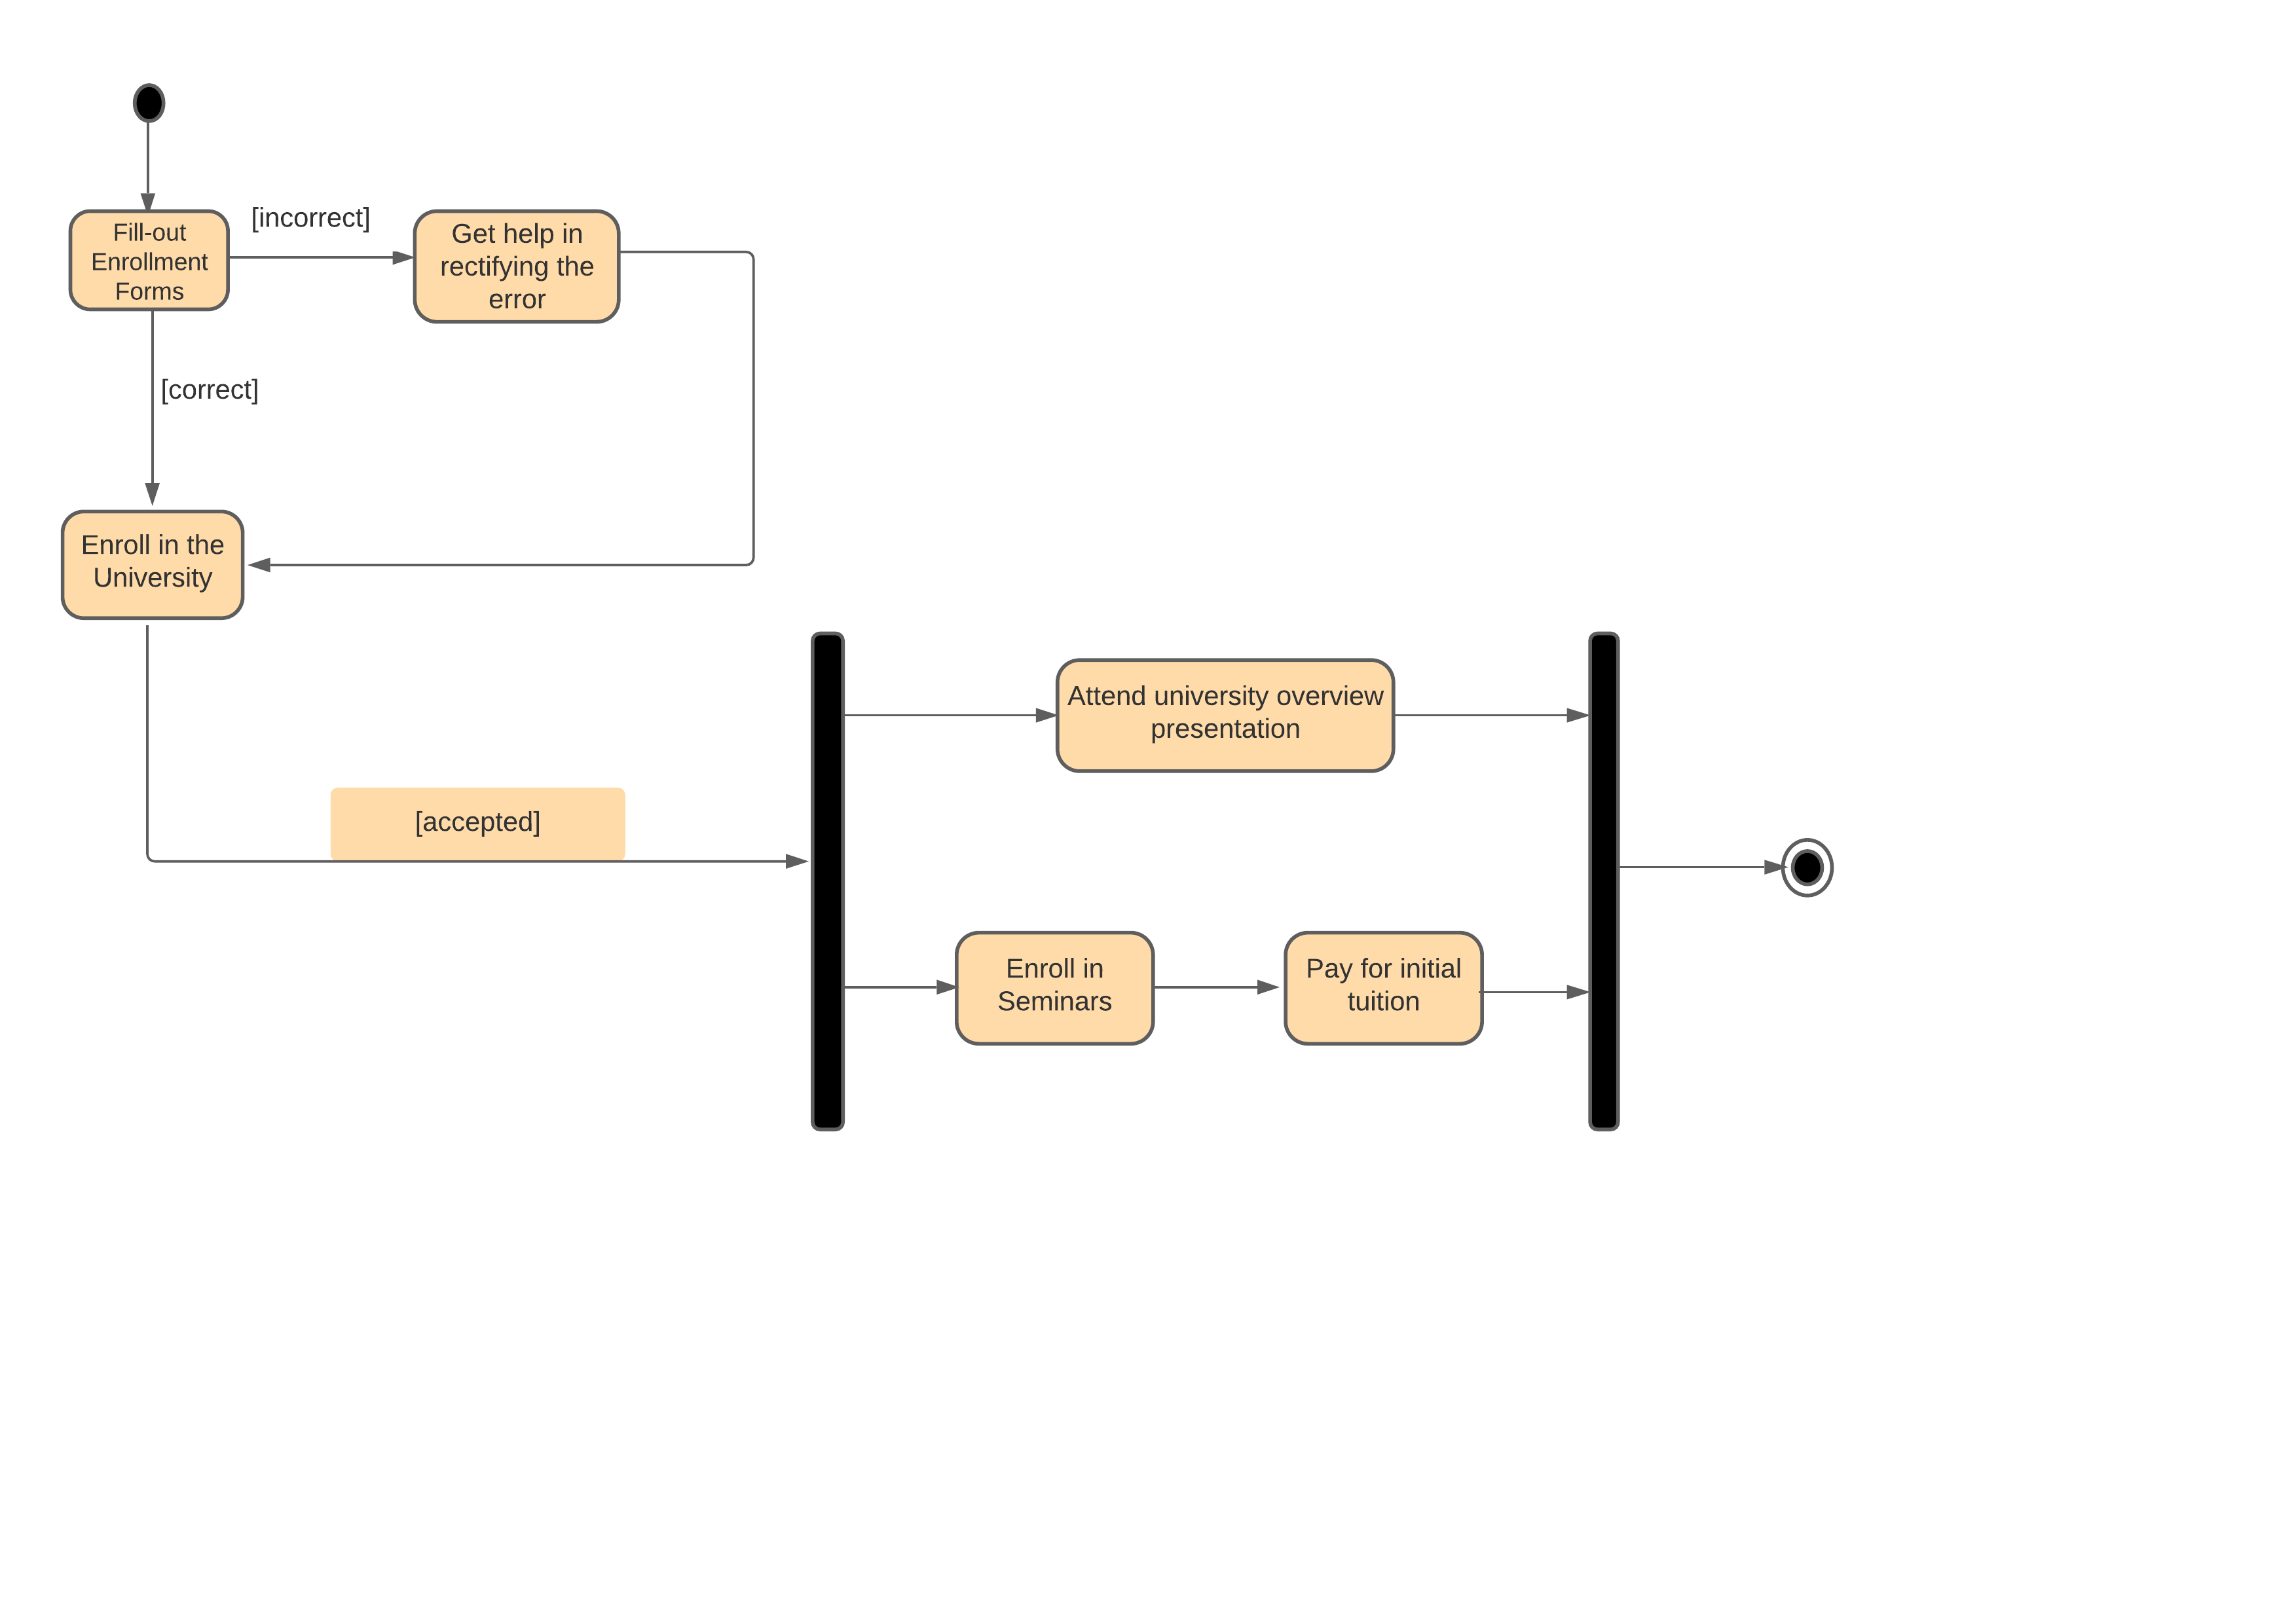 Fill-out
Enrollment
Forms
[incorrect]
Get help in
rectifying the
error
[correct]
Enroll in the
University
[accepted]
Attend university overview
presentation
Enroll in
Seminars
Pay for initial
tuition